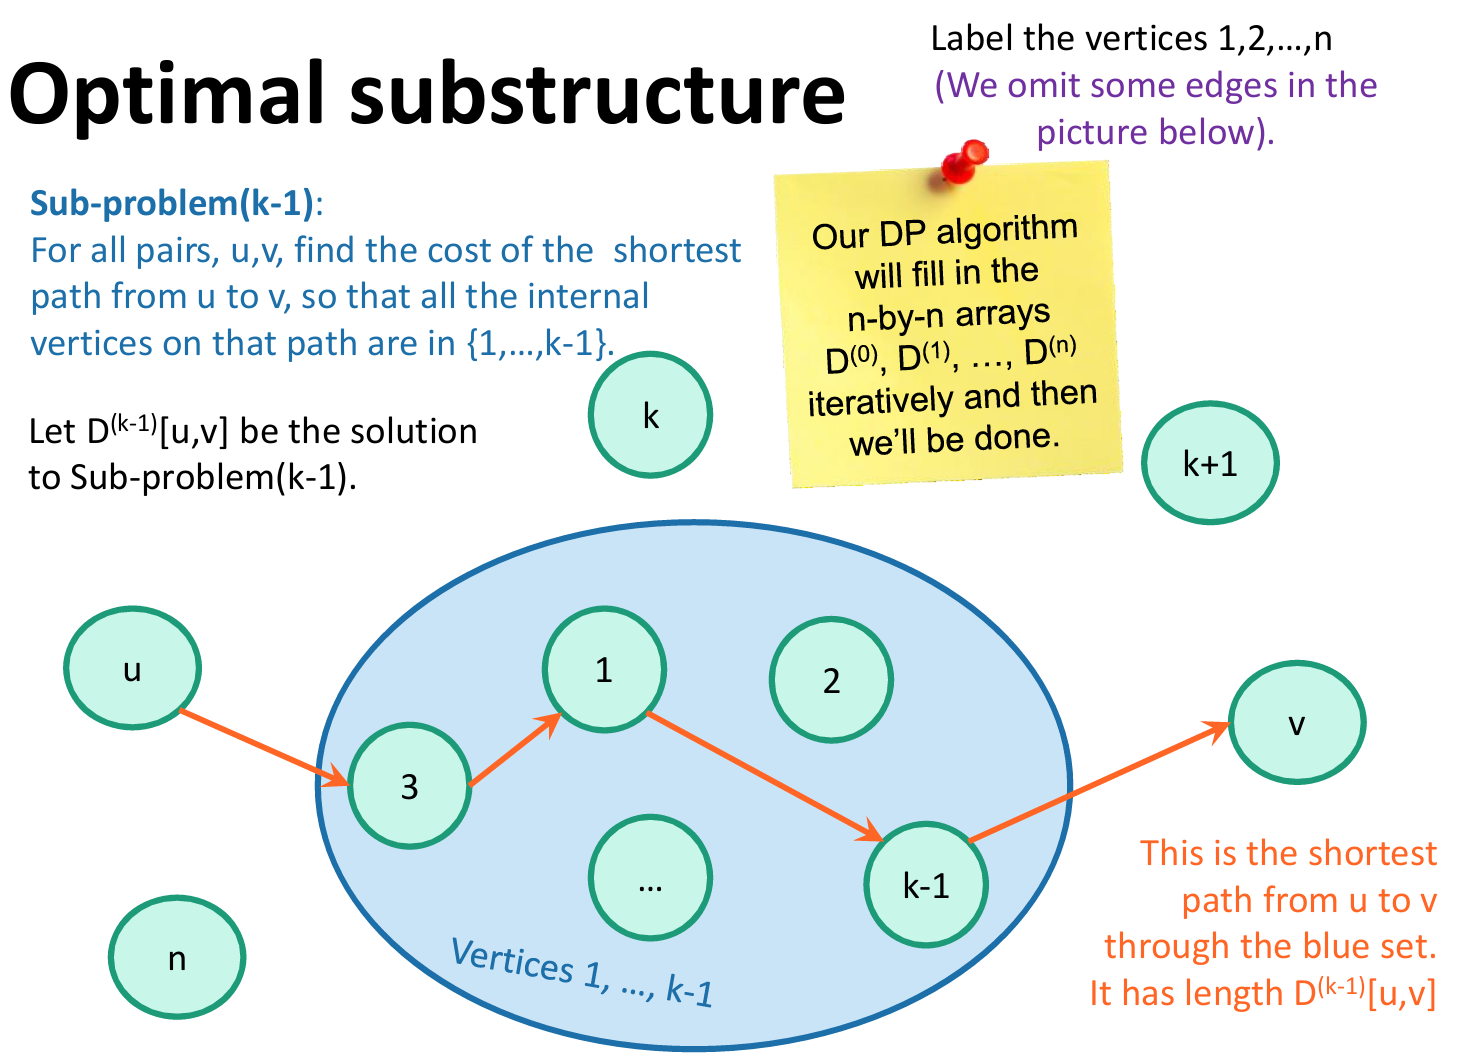 Optimal substructure
Label the vertices 1,2,…,n
(We omit some edges in the
picture below).
Sub-problem(k-1):
For all pairs, u,v, find the cost of the  shortest
path from u to v, so that all the internal
vertices on that path are in {1,…,k-1}.
Let D(k-1)[u,v] be the solution
to Sub-problem(k-1).
Our DP algorithm
will fill in the
n-by-n arrays
D(0), D(1), …, D(n)
iteratively and then
we'll be done.
k
k+1
u
1
2
v
3
…
k-1
n
Vertices 1, …, k-1
This is the shortest
path from u to v
through the blue set.
It has length D(k-1)[u,v]